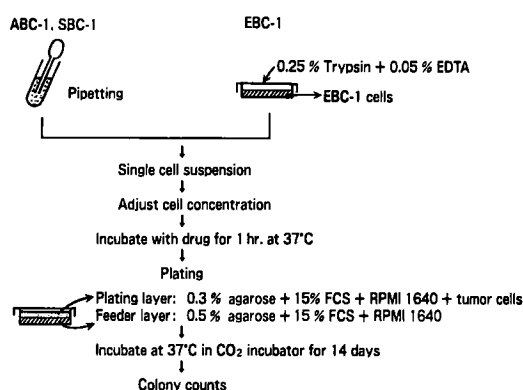 ABC-1, SBC-1
EBC-1
0.25 % Trypsin + 0.05 % EDTA
Pipetting
EBC-1 cells
Single cell suspension
Adjust cell concentration
Incubate with drug for 1 hr. at 37°C
Plating
Plating layer: 0.3 % agarose + 15% FCS + RPMI 1640 + tumor cells
Feeder layer: 0.5 % agarose + 15 % FCS + RPMI 1640
Incubate at 37°C in CO₂ incubator for 14 days
Colony counts